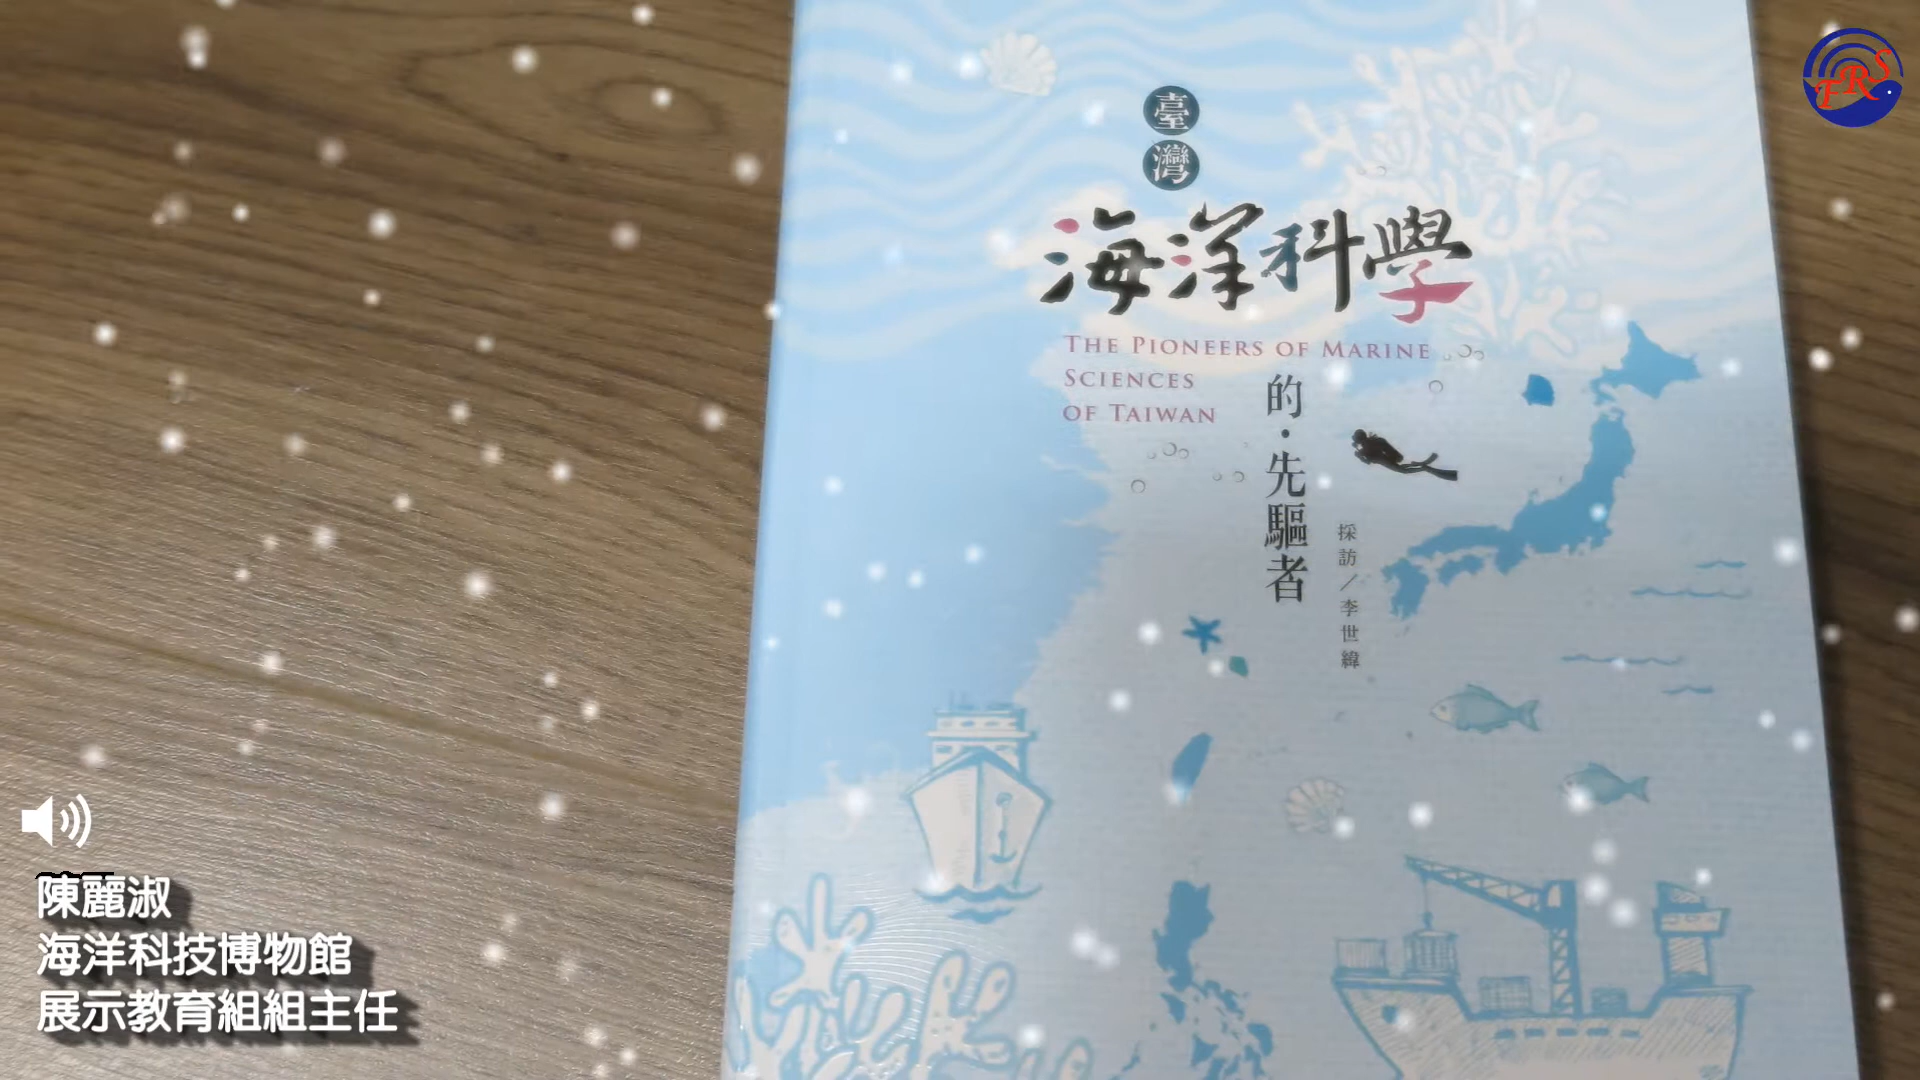 臺灣
海洋科學
THE PIONEERS OF MARINE
SCIENCES
OF TAIWAN
的・先驅者
採訪／李世緯
FRS
陳麗淑
海洋科技博物館
展示教育組組主任